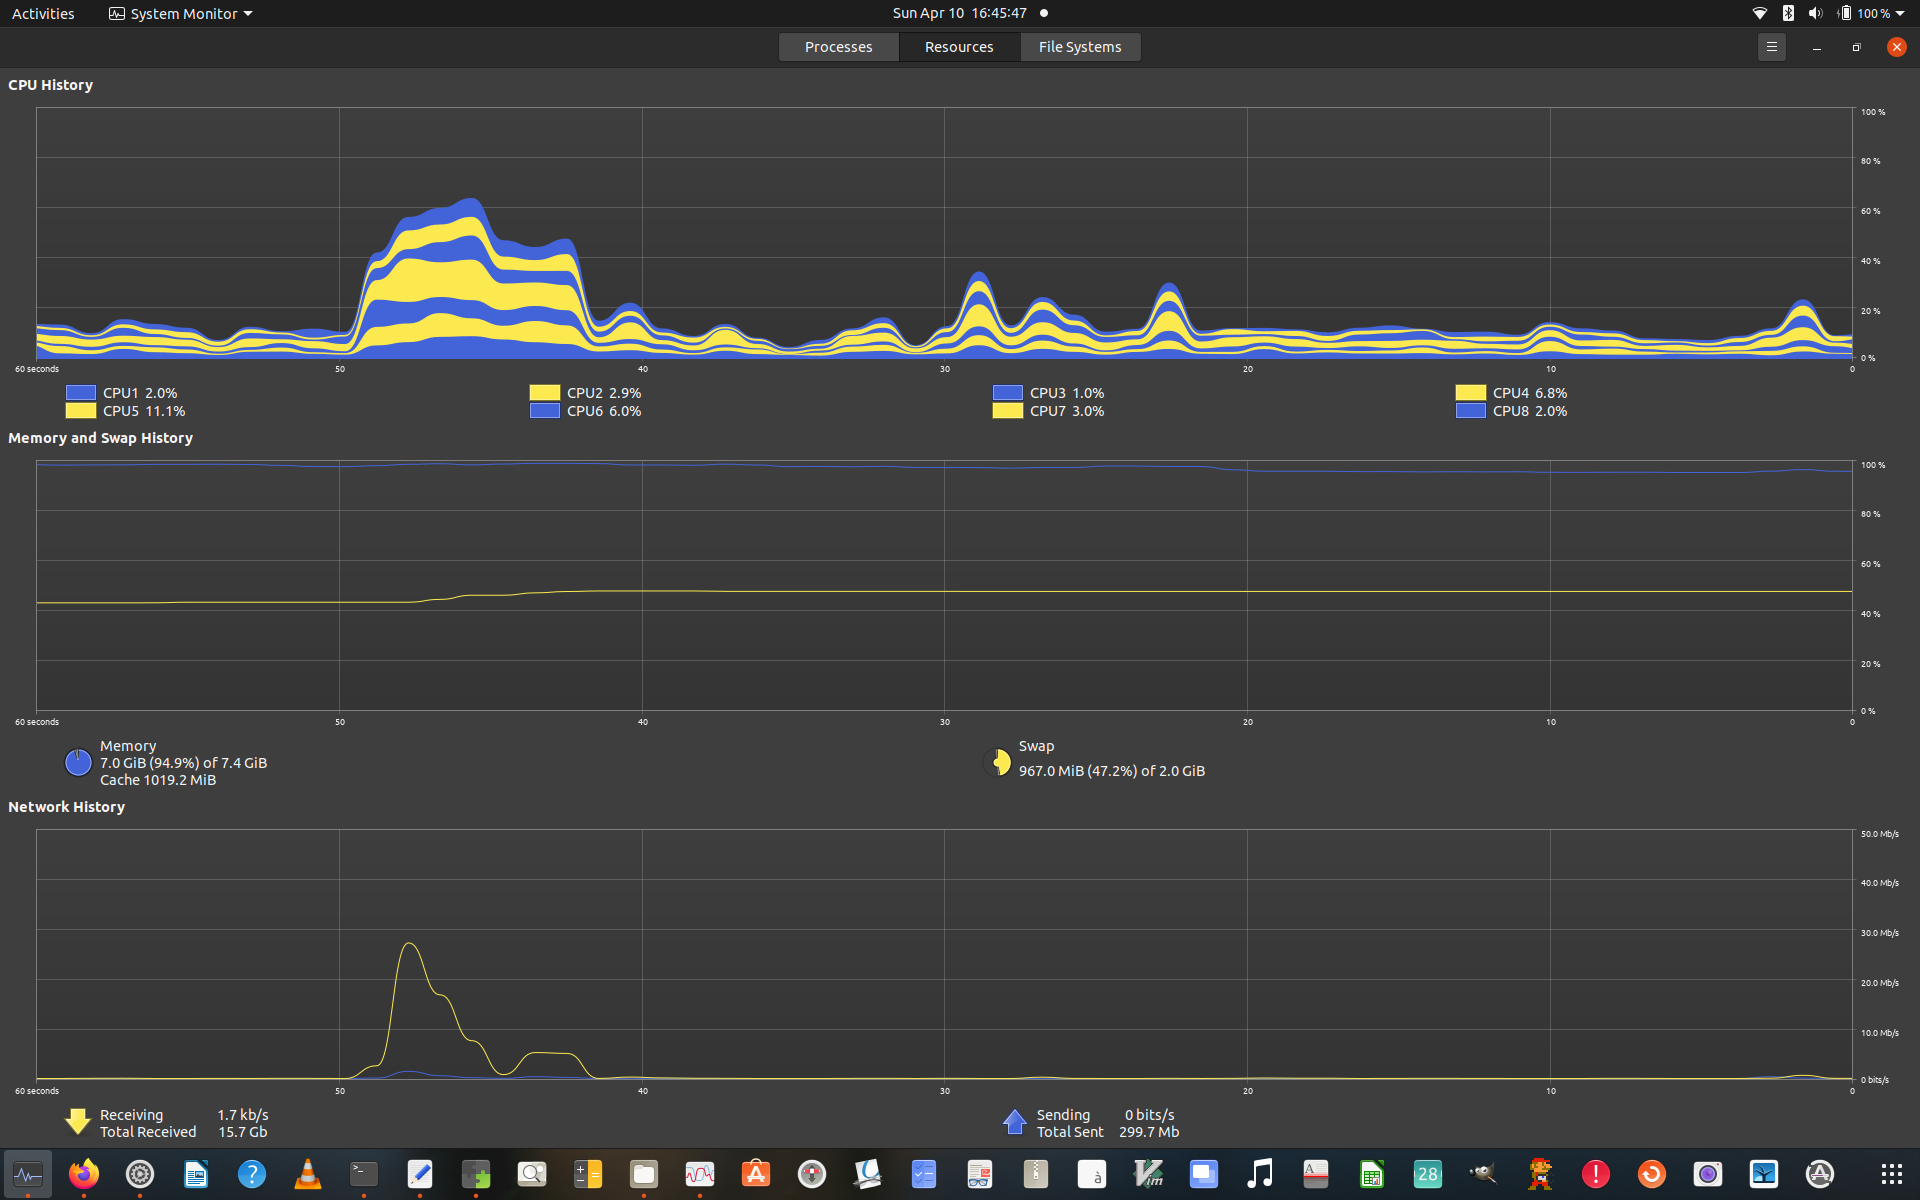 Activities System Monitor Sun Apr 10 16:45:47 100 %
Processes Resources File Systems
CPU History
100 %
80 %
60 %
40 %
20 %
0 %
60 seconds 50 40 30 20 10 0
CPU1 2.0% CPU2 2.9% CPU3 1.0% CPU4 6.8%
CPU5 11.1% CPU6 6.0% CPU7 3.0% CPU8 2.0%
Memory and Swap History
100 %
80 %
60 %
40 %
20 %
0 %
60 seconds 50 40 30 20 10 0
Memory Swap
7.0 GiB (94.9%) of 7.4 GiB 967.0 MiB (47.2%) of 2.0 GiB
Cache 1019.2 MiB
Network History
50.0 Mb/s
40.0 Mb/s
30.0 Mb/s
20.0 Mb/s
10.0 Mb/s
0 bits/s
60 seconds 50 40 30 20 10 0
Receiving 1.7 kb/s Sending 0 bits/s
Total Received 15.7 Gb Total Sent 299.7 Mb
? >_ A à Vim A 28 ! A